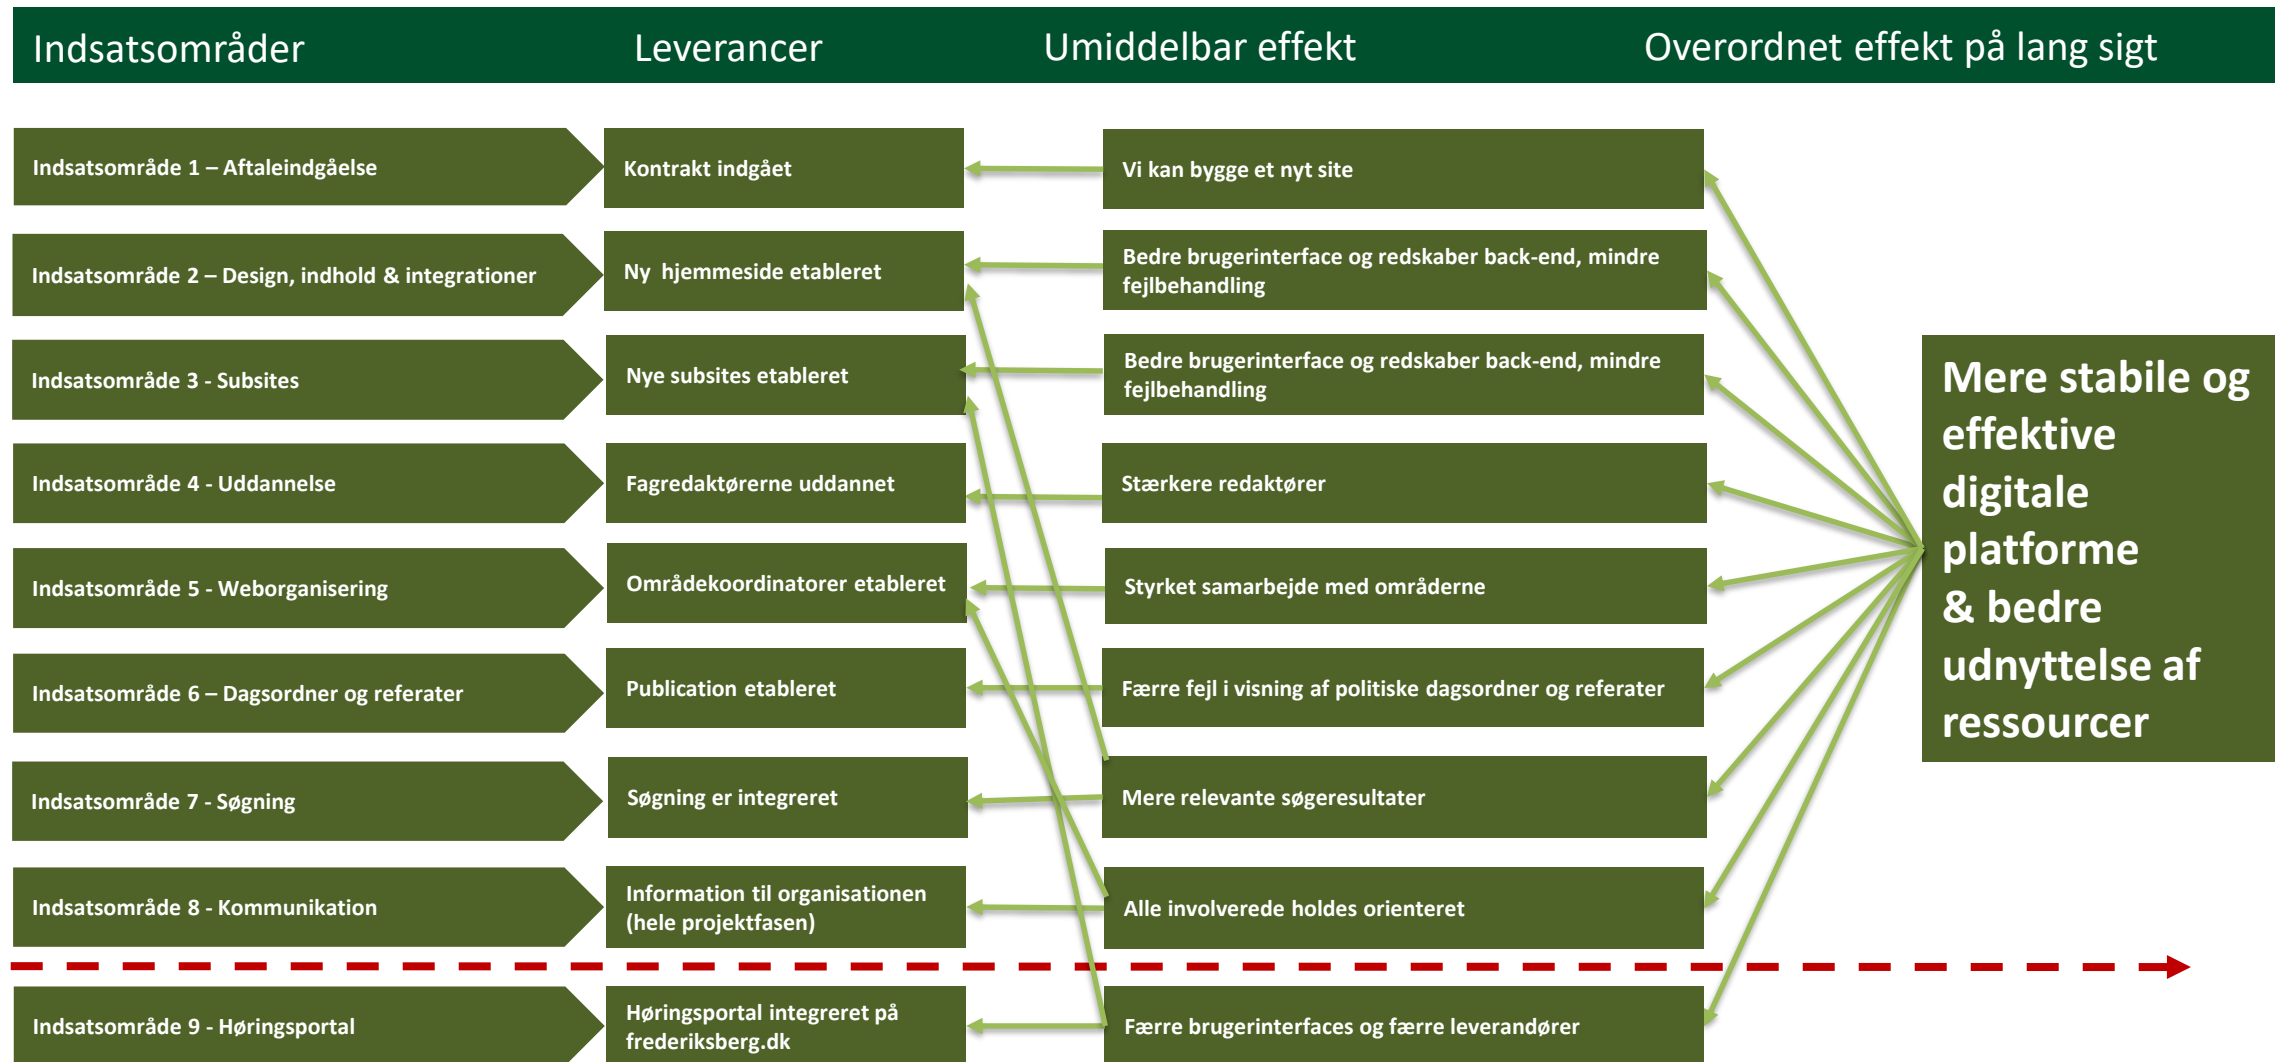 Indsatsområder Leverancer Umiddelbar effekt Overordnet effekt på lang sigt
Indsatsområde 1 – Aftaleindgåelse
Kontrakt indgået
Vi kan bygge et nyt site
Indsatsområde 2 – Design, indhold & integrationer
Ny hjemmeside etableret
Bedre brugerinterface og redskaber back-end, mindre
fejlbehandling
Indsatsområde 3 - Subsites
Nye subsites etableret
Bedre brugerinterface og redskaber back-end, mindre
fejlbehandling
Indsatsområde 4 - Uddannelse
Fagredaktørerne uddannet
Stærkere redaktører
Indsatsområde 5 - Weborganisering
Områdekoordinatorer etableret
Styrket samarbejde med områderne
Indsatsområde 6 – Dagsordner og referater
Publication etableret
Færre fejl i visning af politiske dagsordner og referater
Indsatsområde 7 - Søgning
Søgning er integreret
Mere relevante søgeresultater
Indsatsområde 8 - Kommunikation
Information til organisationen
(hele projektfasen)
Alle involverede holdes orienteret
Indsatsområde 9 - Høringsportal
Høringsportal integreret på
frederiksberg.dk
Færre brugerinterfaces og færre leverandører
Mere stabile og
effektive
digitale
platforme
& bedre
udnyttelse af
ressourcer